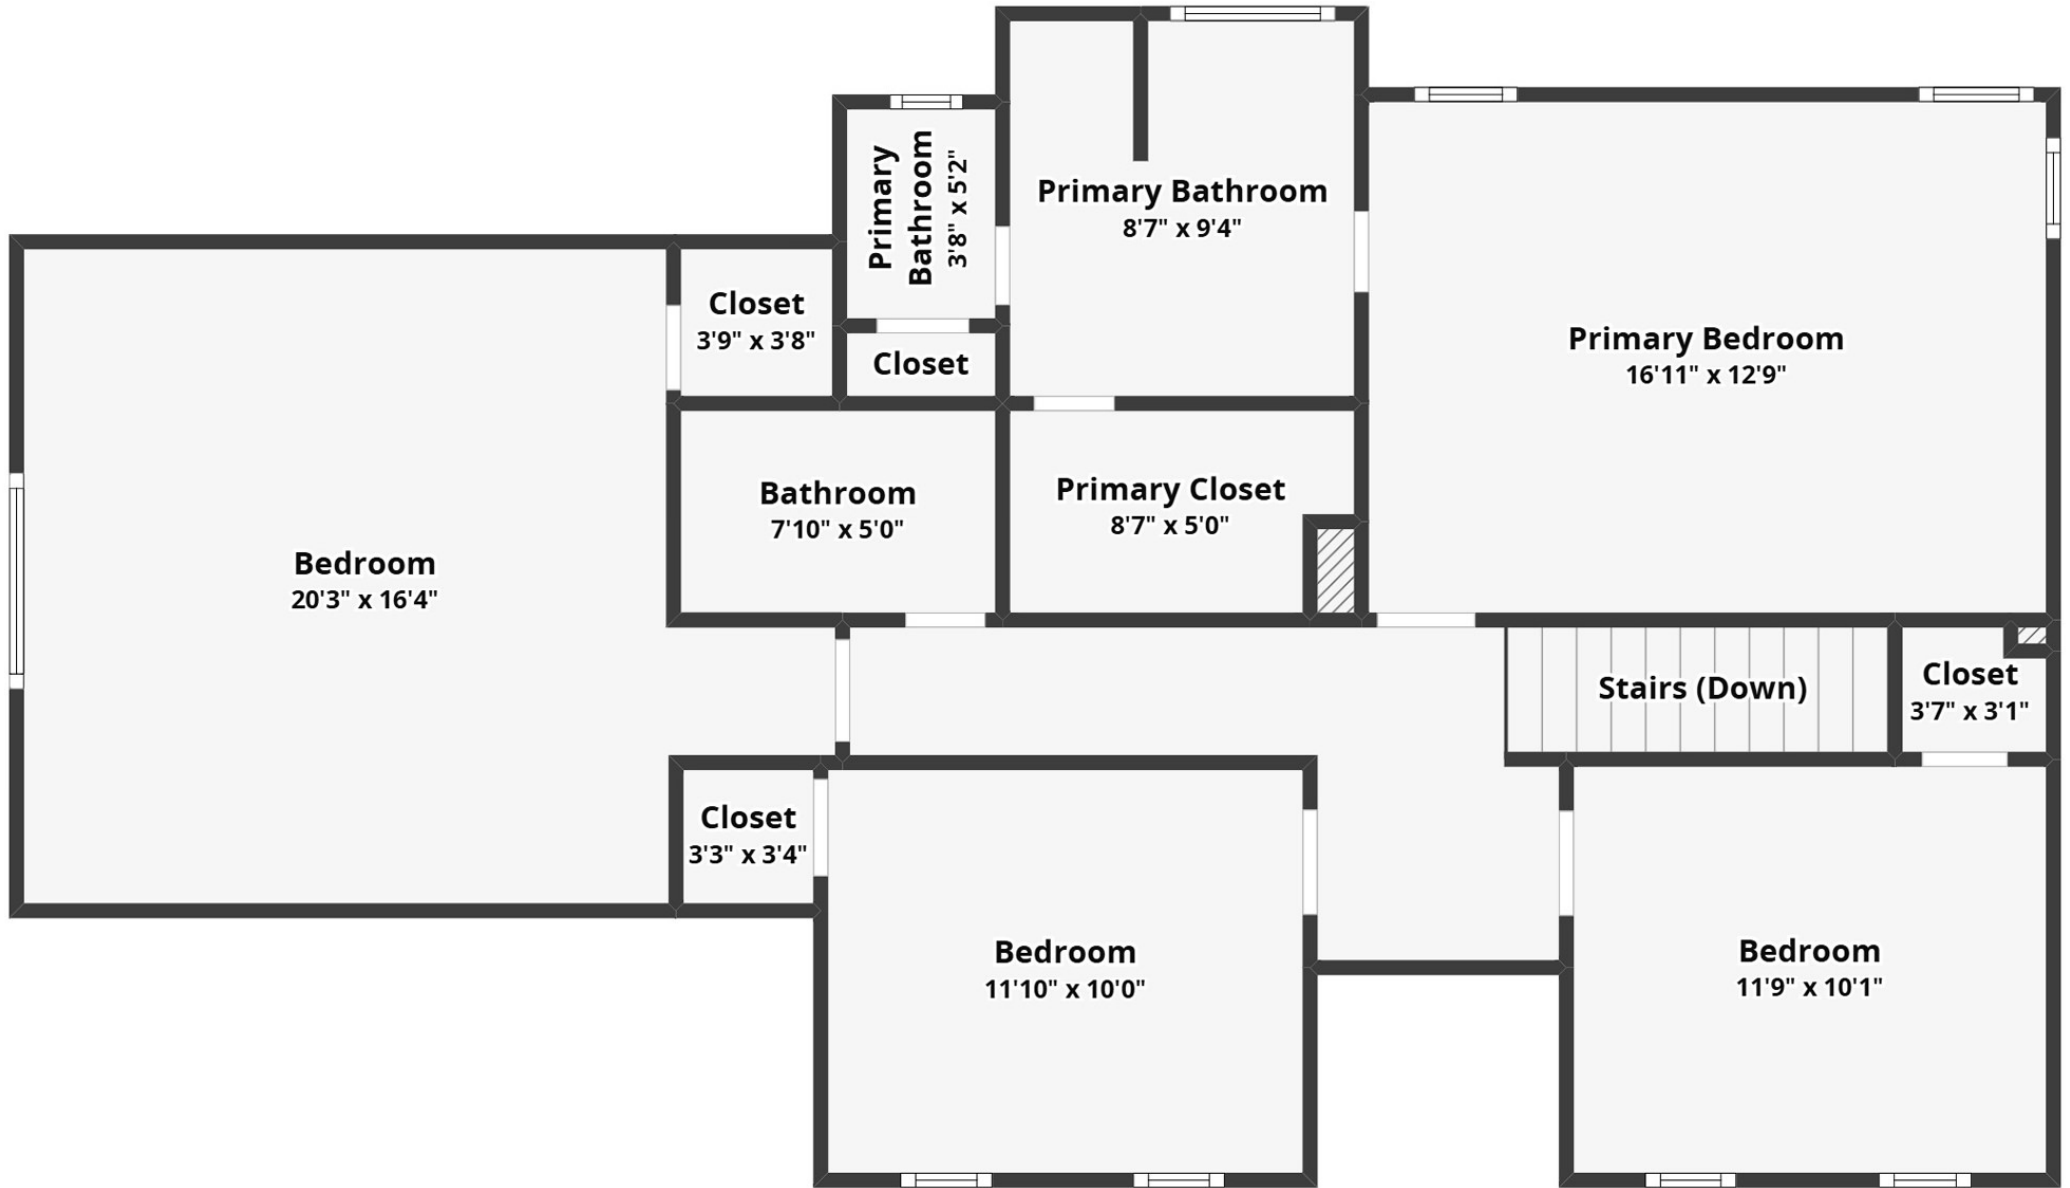 Primary
Bathroom
3'8" x 5'2"
Primary Bathroom
8'7" x 9'4"
Closet
3'9" x 3'8"
Closet
Primary Bedroom
16'11" x 12'9"
Bathroom
7'10" x 5'0"
Primary Closet
8'7" x 5'0"
Bedroom
20'3" x 16'4"
Stairs (Down)
Closet
3'7" x 3'1"
Closet
3'3" x 3'4"
Bedroom
11'10" x 10'0"
Bedroom
11'9" x 10'1"